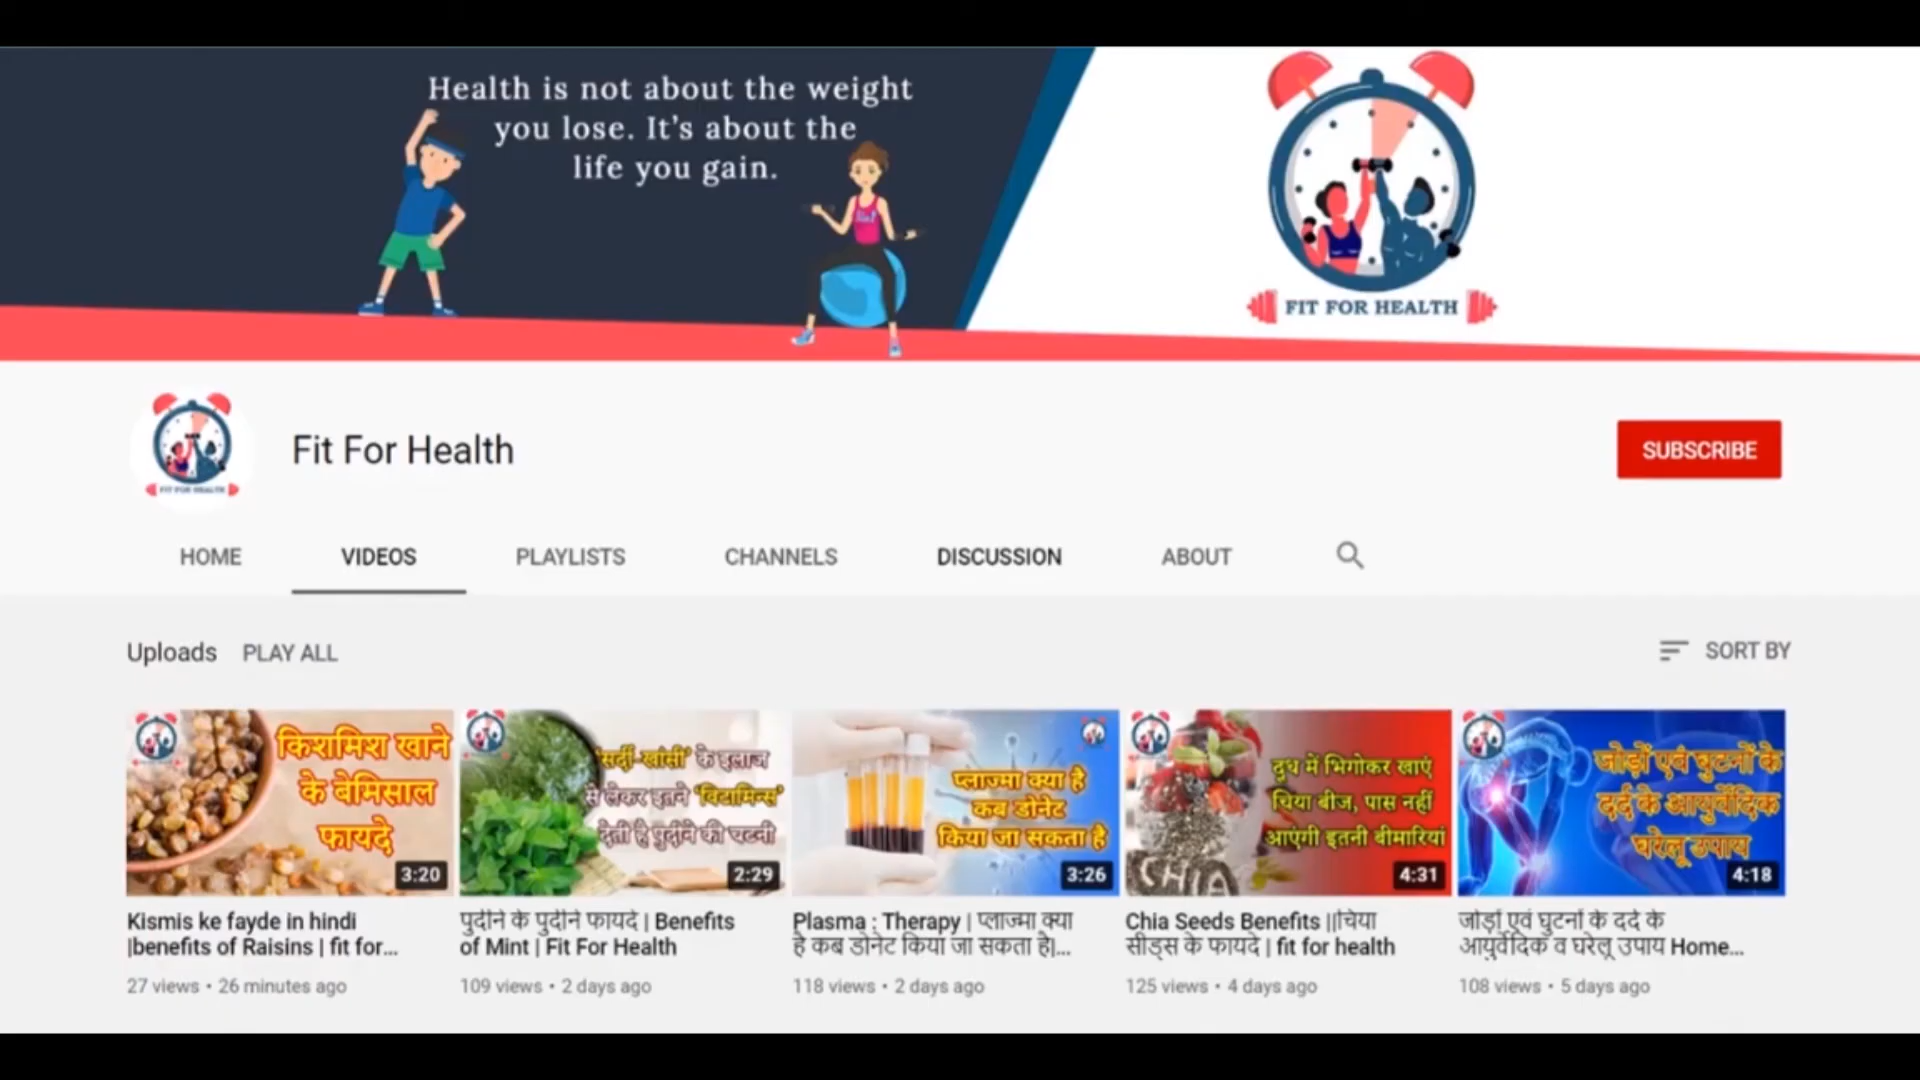 Health is not about the weight
you lose. It's about the
life you gain.
FIT FOR HEALTH
FIT FOR HEALTH
Fit For Health
SUBSCRIBE
HOME VIDEOS PLAYLISTS CHANNELS DISCUSSION ABOUT
Uploads PLAY ALL
SORT BY
किशमिश खाने
के बेमिसाल
फायदे
3:20
'सर्दी-खांसी' के इलाज
से लेकर इतने 'विटामिन्स'
देती है पुदीने की चटनी
2:29
प्लाज्मा क्या है
कब डोनेट
किया जा सकता है
3:26
दुध में भिगोकर खाएं
चिया बीज, पास नहीं
आएंगी इतनी बीमारियां
CHIA
4:31
जोड़ों एवं घुटनों के
दर्द के आयुर्वेदिक
घरेलू उपाय
4:18
Kismis ke fayde in hindi
|benefits of Raisins | fit for...
27 views • 26 minutes ago
पुदीने के पुदीने फायदे | Benefits
of Mint | Fit For Health
109 views • 2 days ago
Plasma : Therapy | प्लाज्मा क्या
है कब डोनेट किया जा सकता है|...
118 views • 2 days ago
Chia Seeds Benefits ||चिया
सीड्स के फायदे | fit for health
125 views • 4 days ago
जोड़ों एवं घुटनों के दर्द के
आयुर्वेदिक व घरेलू उपाय Home...
108 views • 5 days ago